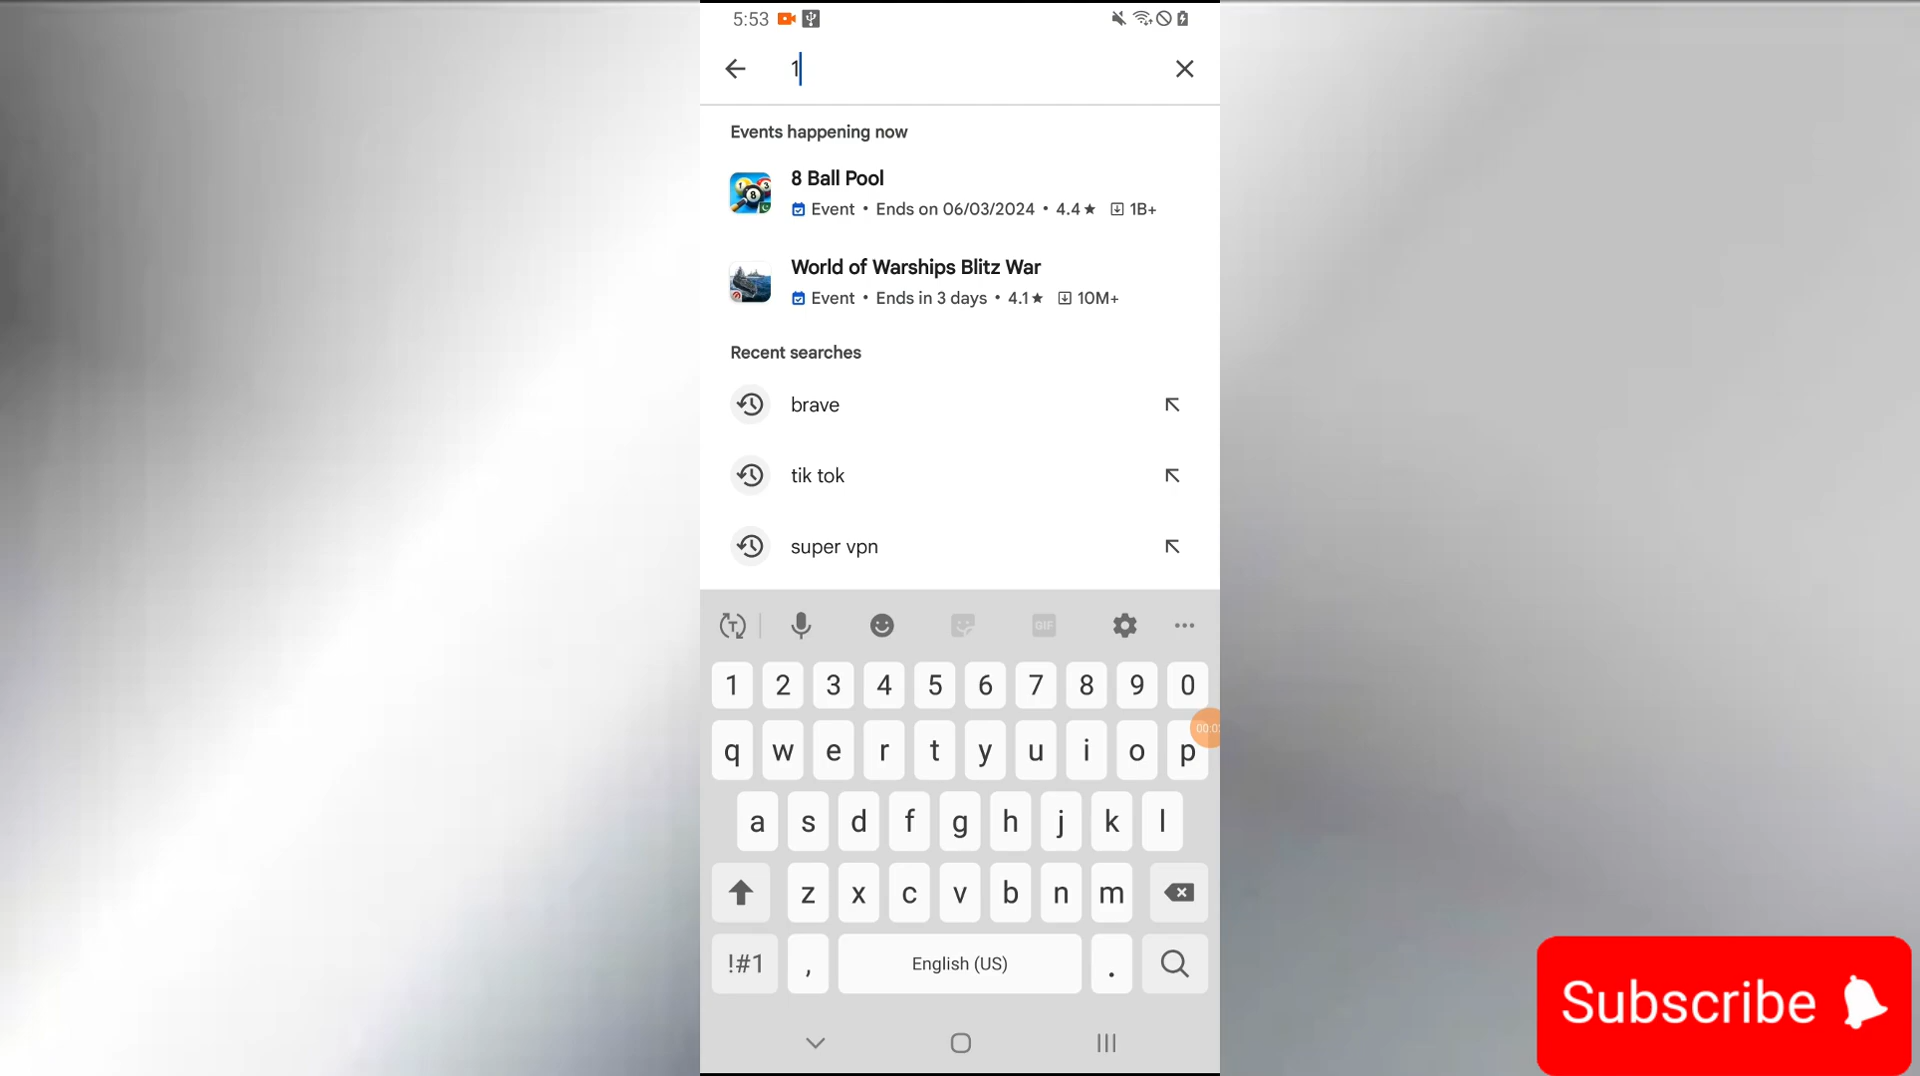 5:53
1
Events happening now
8 Ball Pool
Event • Ends on 06/03/2024 • 4.4★ 1B+
World of Warships Blitz War
Event • Ends in 3 days • 4.1★ 10M+
Recent searches
brave
tik tok
super vpn
GIF
1 2 3 4 5 6 7 8 9 0
q w e r t y u i o p
a s d f g h j k l
z x c v b n m
!#1 , English (US) .
Subscribe